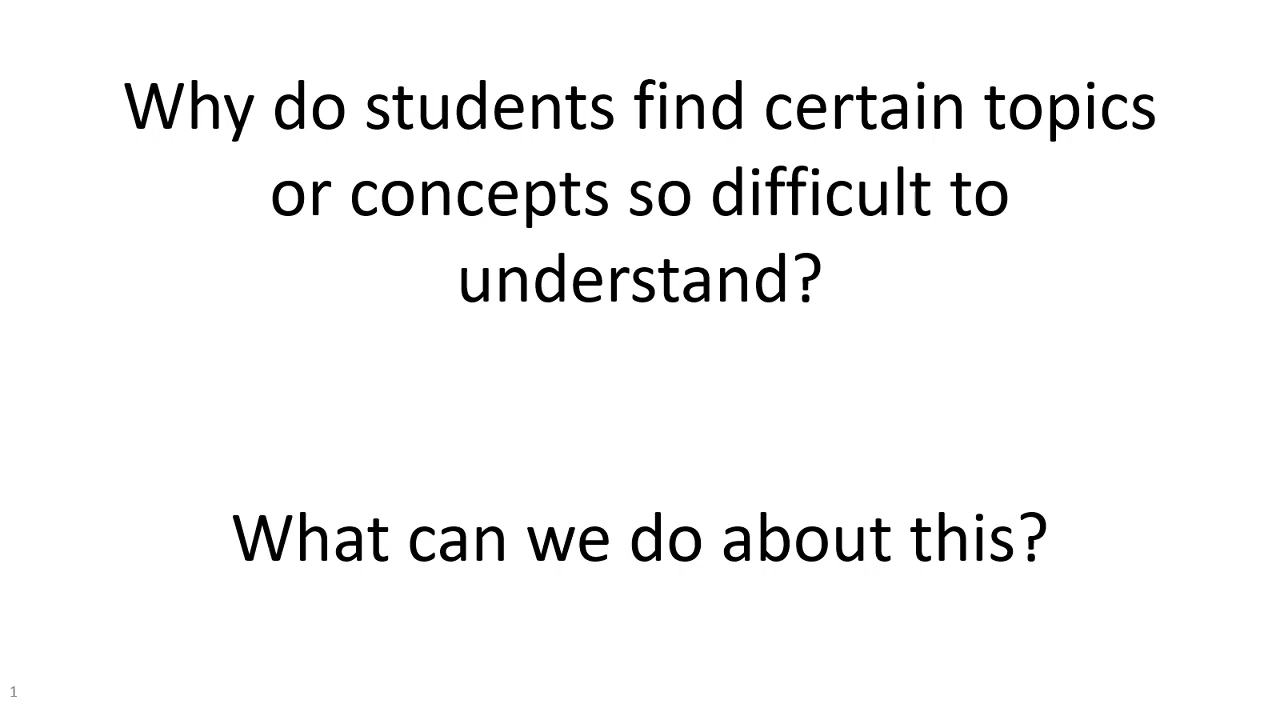 Why do students find certain topics
or concepts so difficult to
understand?
What can we do about this?
1